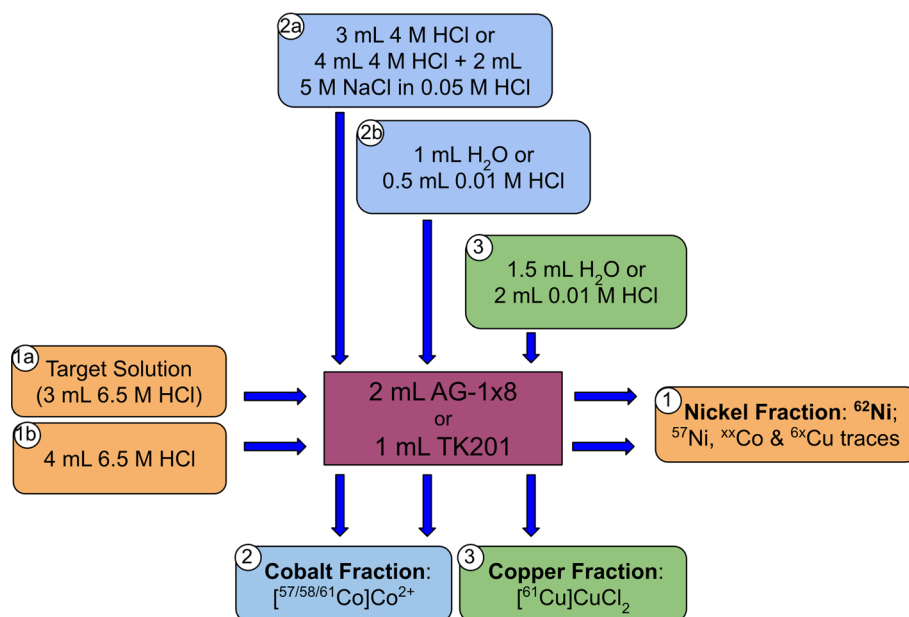 2a
3 mL 4 M HCl or
4 mL 4 M HCl + 2 mL
5 M NaCl in 0.05 M HCl
2b
1 mL H₂O or
0.5 mL 0.01 M HCl
3
1.5 mL H₂O or
2 mL 0.01 M HCl
1a
Target Solution
(3 mL 6.5 M HCl)
1b
4 mL 6.5 M HCl
2 mL AG-1x8
or
1 mL TK201
1
Nickel Fraction: ⁶²Ni;
⁵⁷Ni, ˣˣCo & ⁶ˣCu traces
2
Cobalt Fraction:
[⁵⁷ᐟ⁵⁸ᐟ⁶¹Co]Co²⁺
3
Copper Fraction:
[⁶¹Cu]CuCl₂